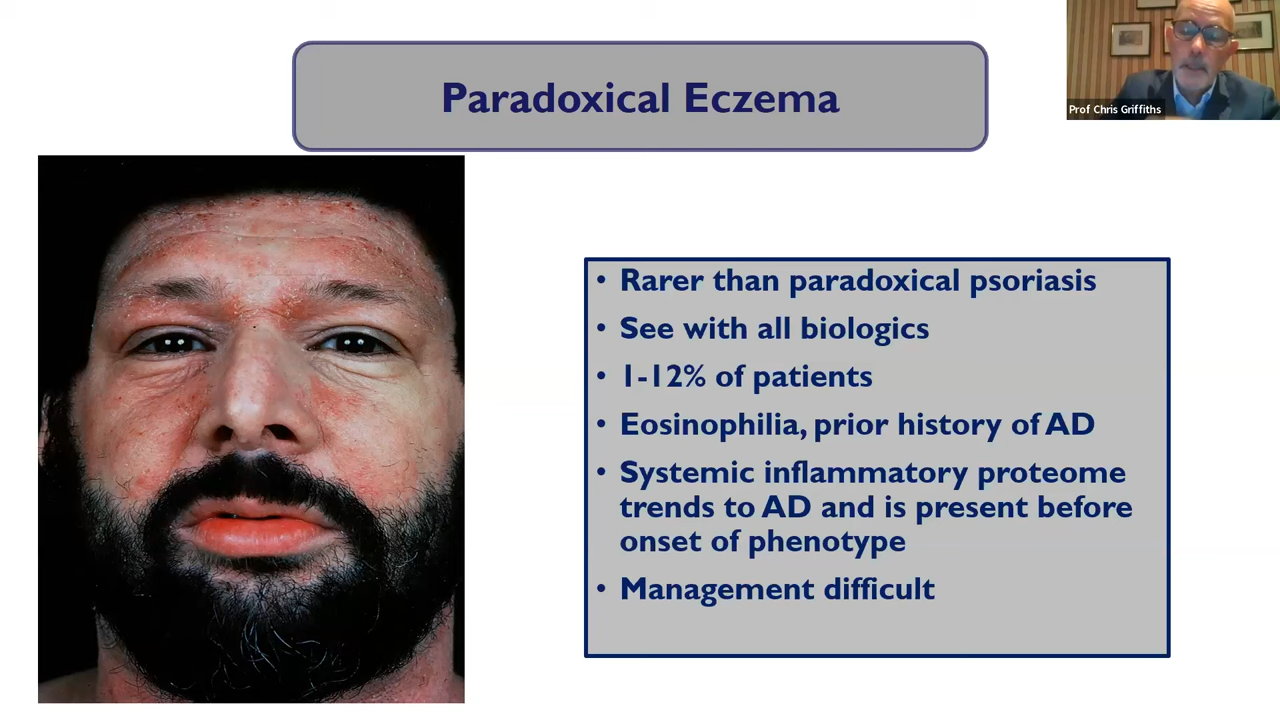 Paradoxical Eczema
Prof Chris Griffiths
• Rarer than paradoxical psoriasis
• See with all biologics
• 1-12% of patients
• Eosinophilia, prior history of AD
• Systemic inflammatory proteome
trends to AD and is present before
onset of phenotype
• Management difficult